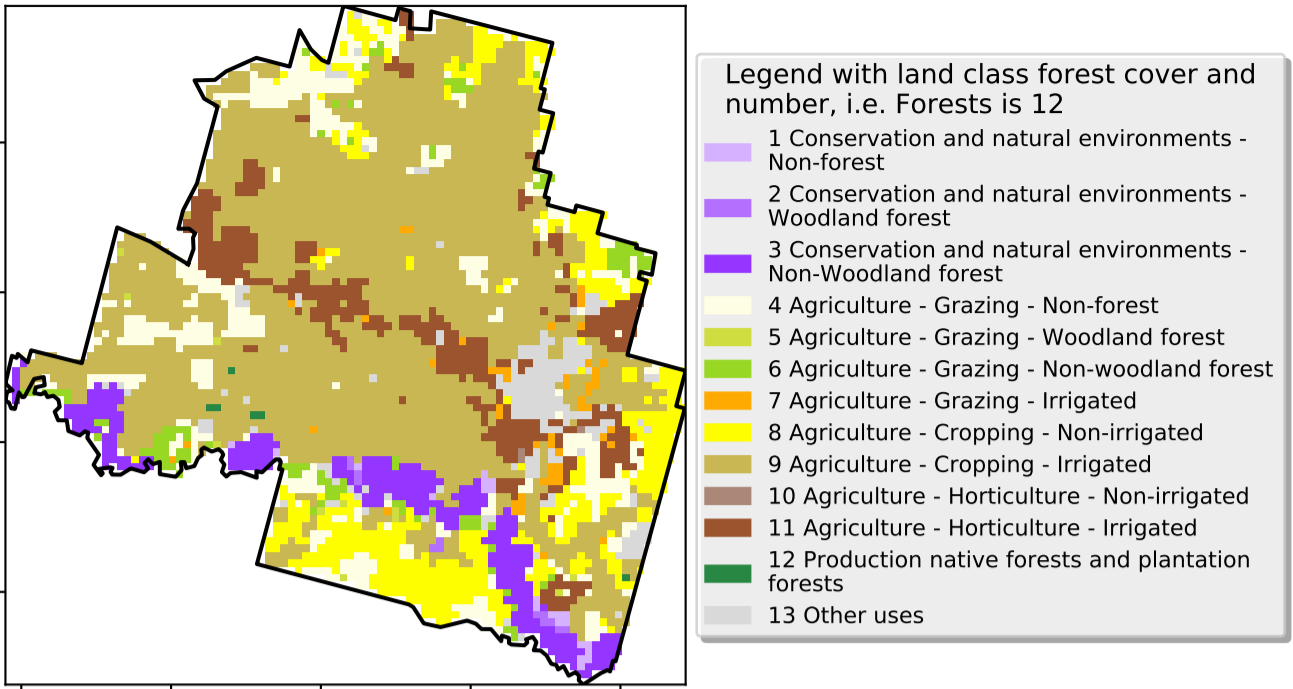 Legend with land class forest cover and
number, i.e. Forests is 12
1 Conservation and natural environments -
Non-forest
2 Conservation and natural environments -
Woodland forest
3 Conservation and natural environments -
Non-Woodland forest
4 Agriculture - Grazing - Non-forest
5 Agriculture - Grazing - Woodland forest
6 Agriculture - Grazing - Non-woodland forest
7 Agriculture - Grazing - Irrigated
8 Agriculture - Cropping - Non-irrigated
9 Agriculture - Cropping - Irrigated
10 Agriculture - Horticulture - Non-irrigated
11 Agriculture - Horticulture - Irrigated
12 Production native forests and plantation
forests
13 Other uses